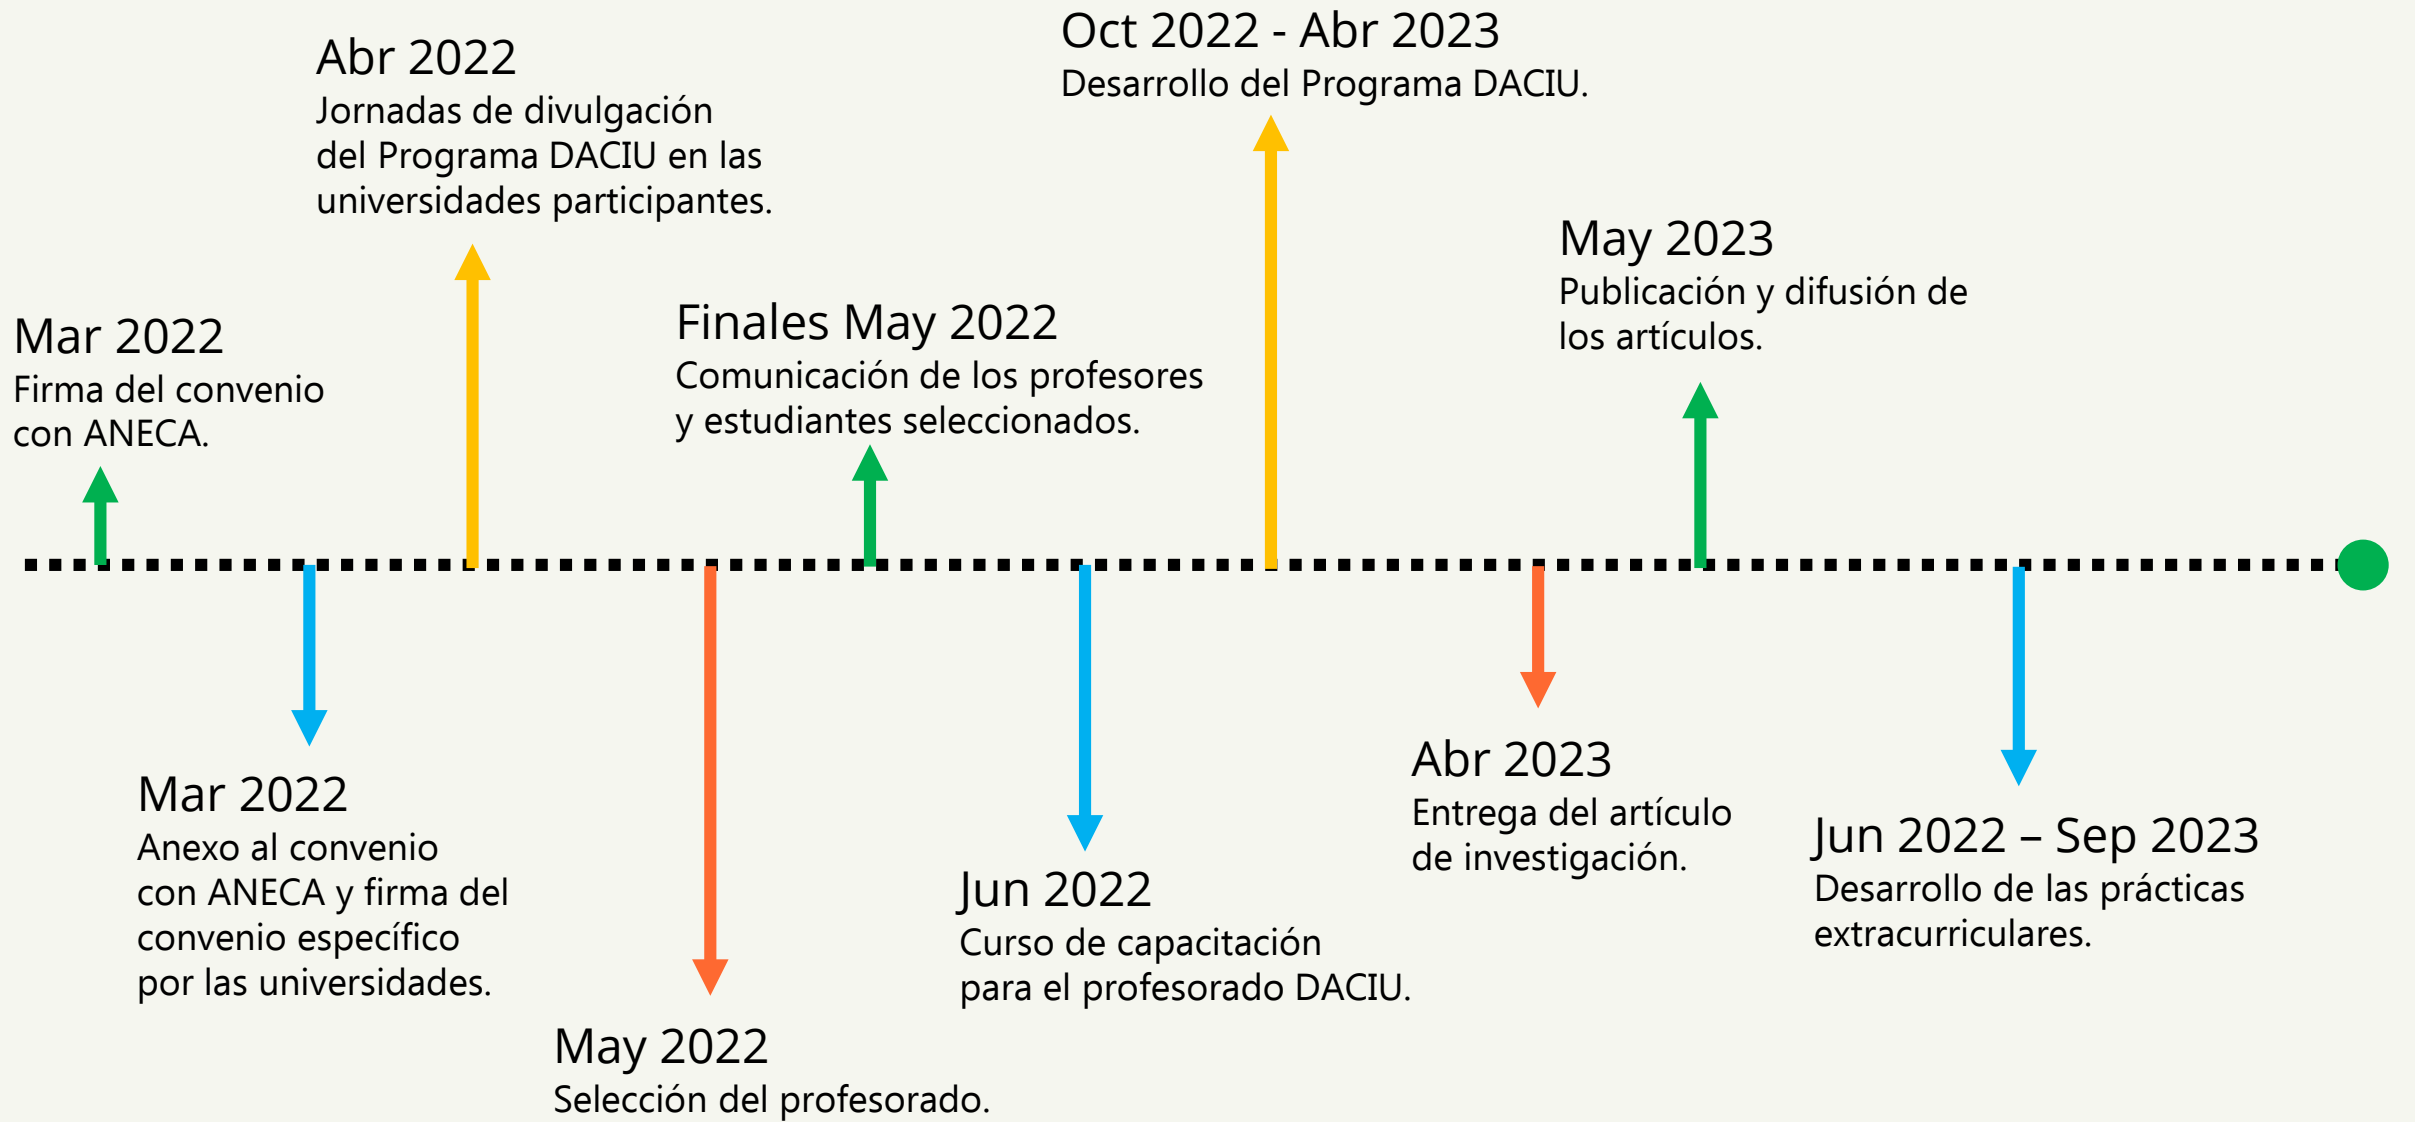 Mar 2022
Firma del convenio
con ANECA.
Mar 2022
Anexo al convenio
con ANECA y firma del
convenio específico
por las universidades.
Abr 2022
Jornadas de divulgación
del Programa DACIU en las
universidades participantes.
May 2022
Selección del profesorado.
Finales May 2022
Comunicación de los profesores
y estudiantes seleccionados.
Jun 2022
Curso de capacitación
para el profesorado DACIU.
Oct 2022 - Abr 2023
Desarrollo del Programa DACIU.
Abr 2023
Entrega del artículo
de investigación.
May 2023
Publicación y difusión de
los artículos.
Jun 2022 – Sep 2023
Desarrollo de las prácticas
extracurriculares.